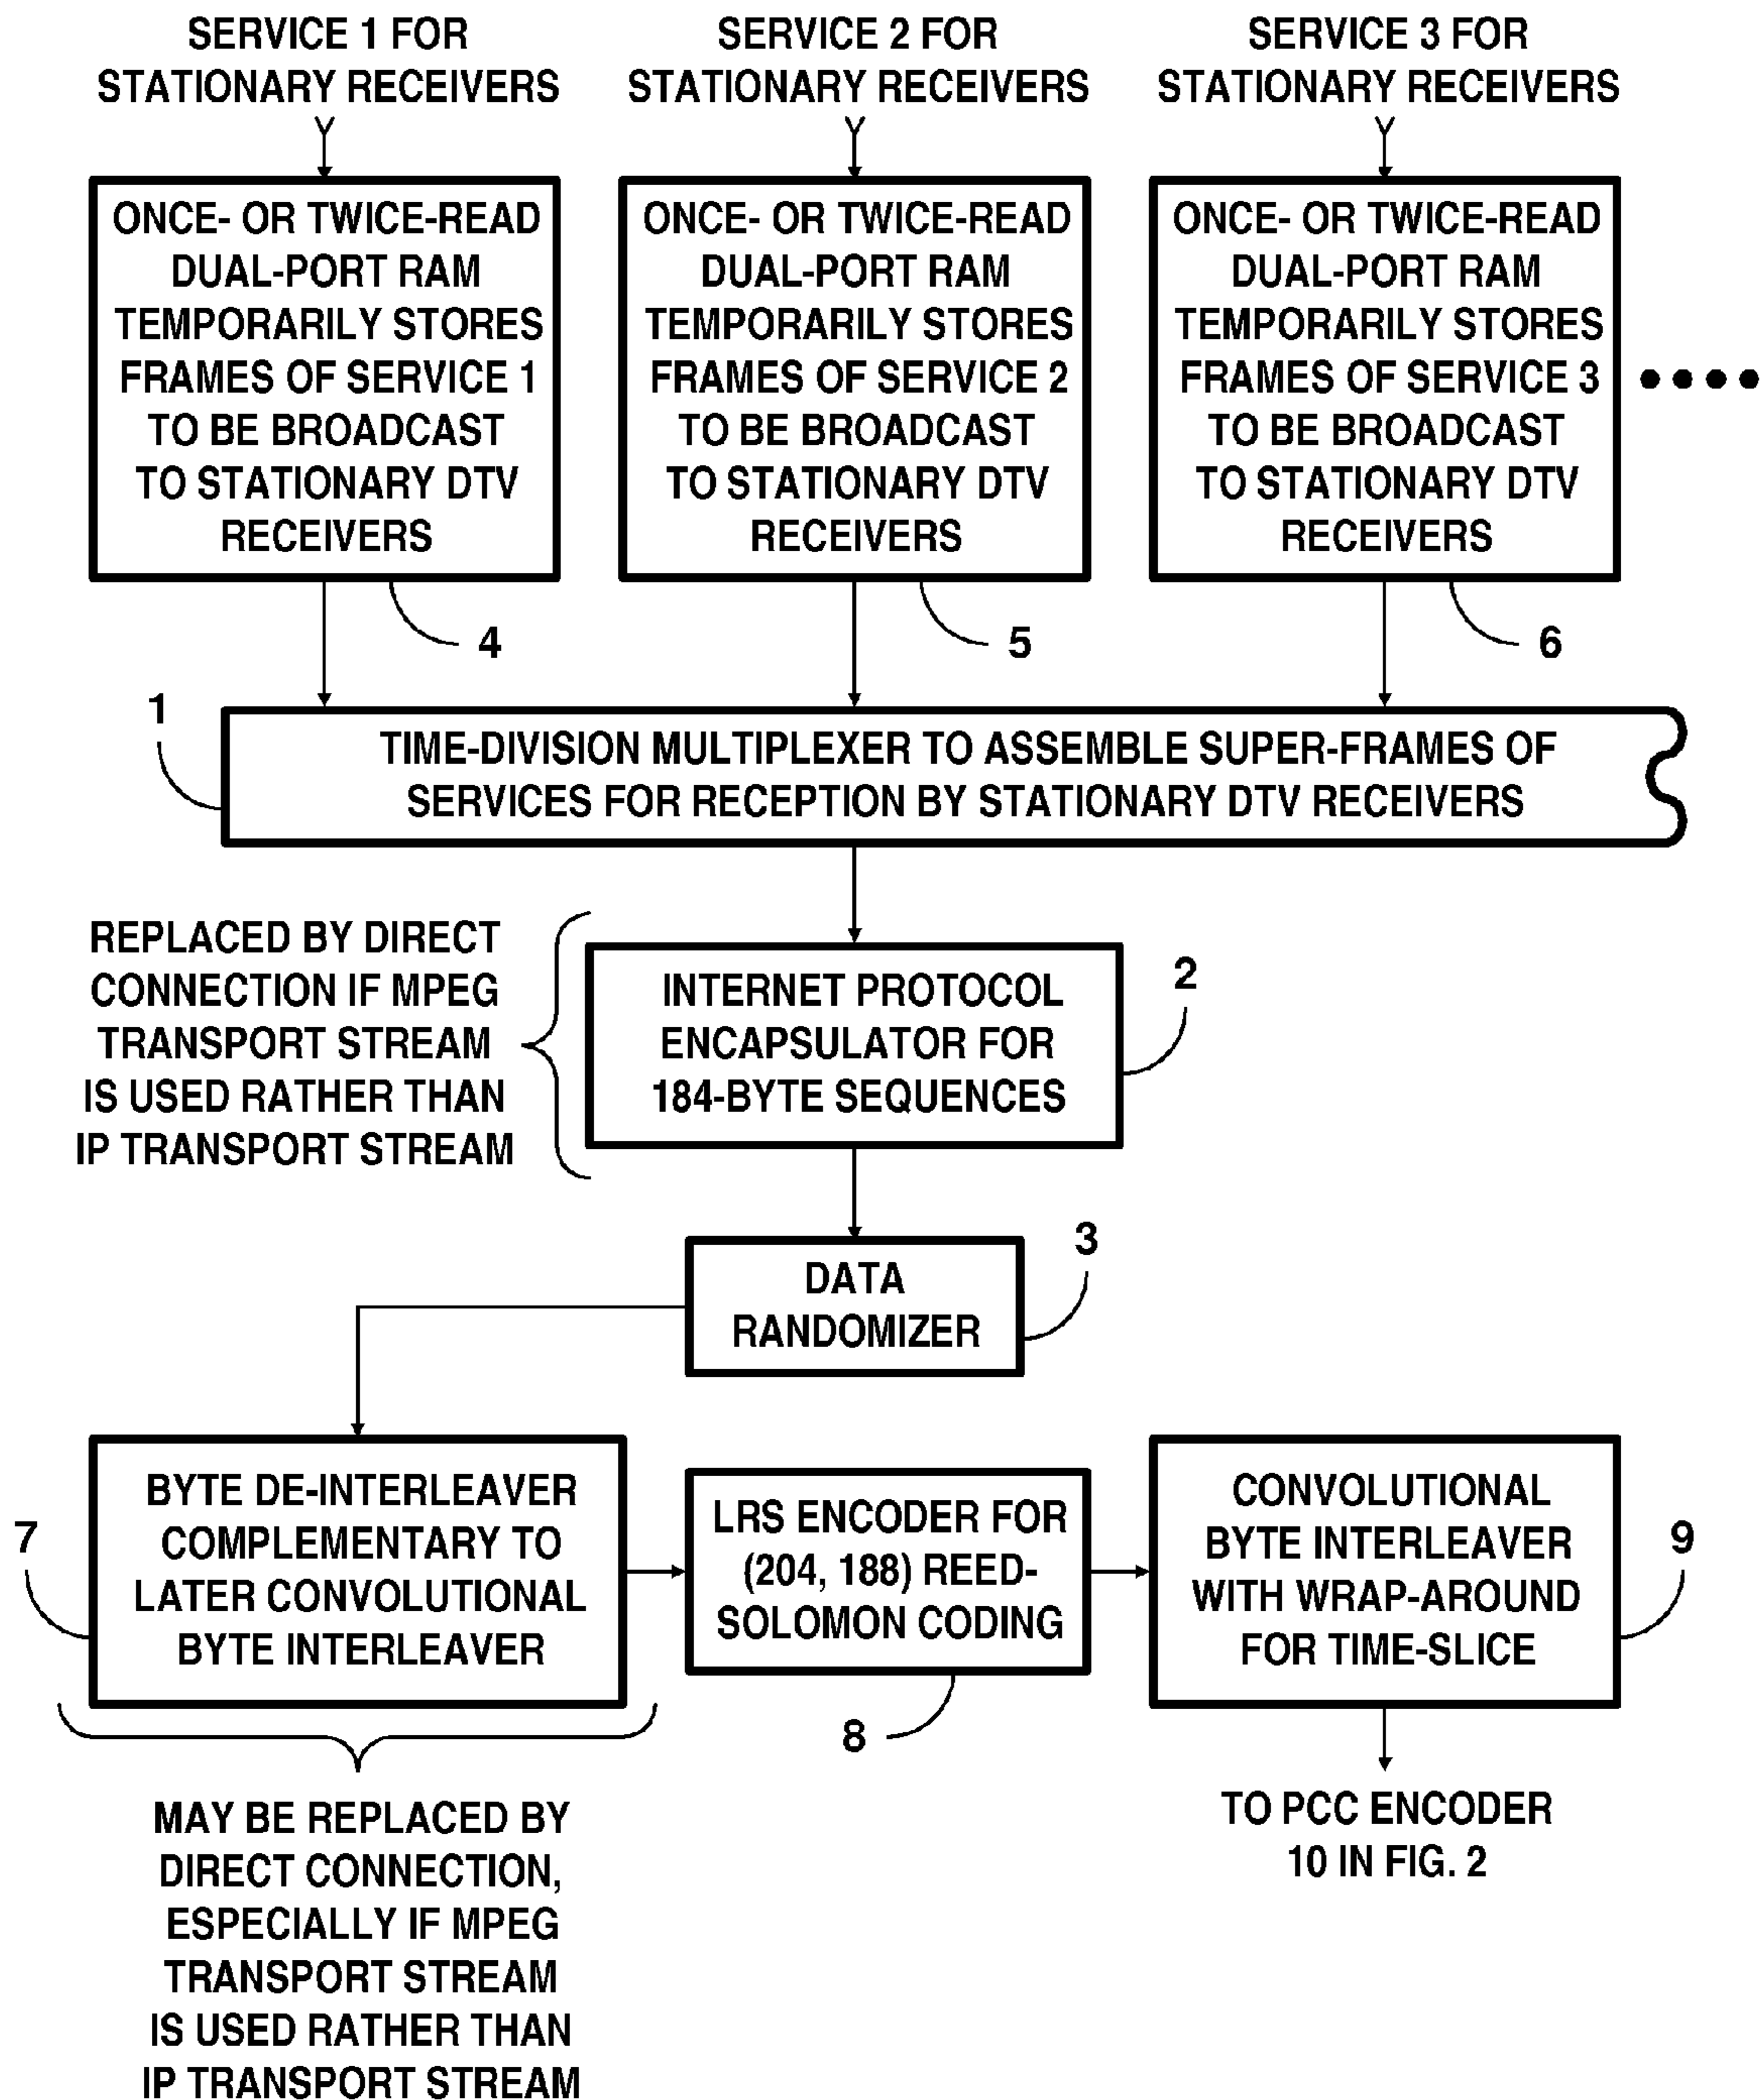 SERVICE 1 FOR
STATIONARY RECEIVERS
SERVICE 2 FOR
STATIONARY RECEIVERS
SERVICE 3 FOR
STATIONARY RECEIVERS
ONCE- OR TWICE-READ
DUAL-PORT RAM
TEMPORARILY STORES
FRAMES OF SERVICE 1
TO BE BROADCAST
TO STATIONARY DTV
RECEIVERS
4
ONCE- OR TWICE-READ
DUAL-PORT RAM
TEMPORARILY STORES
FRAMES OF SERVICE 2
TO BE BROADCAST
TO STATIONARY DTV
RECEIVERS
5
ONCE- OR TWICE-READ
DUAL-PORT RAM
TEMPORARILY STORES
FRAMES OF SERVICE 3
TO BE BROADCAST
TO STATIONARY DTV
RECEIVERS
6
1
TIME-DIVISION MULTIPLEXER TO ASSEMBLE SUPER-FRAMES OF
SERVICES FOR RECEPTION BY STATIONARY DTV RECEIVERS
REPLACED BY DIRECT
CONNECTION IF MPEG
TRANSPORT STREAM
IS USED RATHER THAN
IP TRANSPORT STREAM
INTERNET PROTOCOL
ENCAPSULATOR FOR
184-BYTE SEQUENCES
2
DATA
RANDOMIZER
3
7
BYTE DE-INTERLEAVER
COMPLEMENTARY TO
LATER CONVOLUTIONAL
BYTE INTERLEAVER
LRS ENCODER FOR
(204, 188) REED-
SOLOMON CODING
8
CONVOLUTIONAL
BYTE INTERLEAVER
WITH WRAP-AROUND
FOR TIME-SLICE
9
MAY BE REPLACED BY
DIRECT CONNECTION,
ESPECIALLY IF MPEG
TRANSPORT STREAM
IS USED RATHER THAN
IP TRANSPORT STREAM
TO PCC ENCODER
10 IN FIG. 2